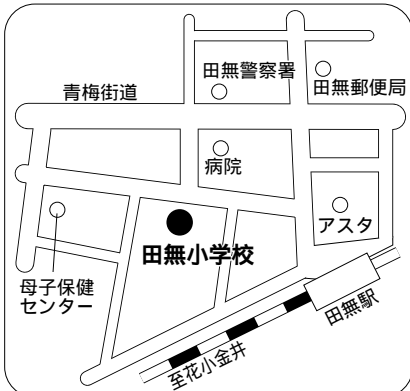 田無警察署
田無郵便局
青梅街道
病院
アスタ
田無小学校
母子保健
センター
田無駅
至花小金井